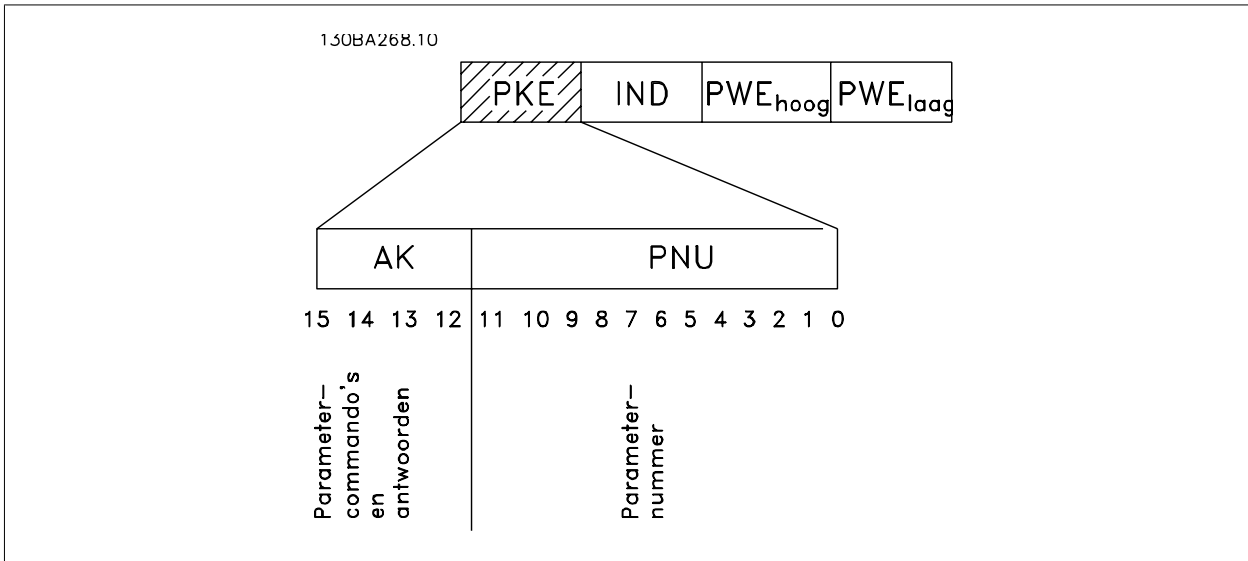 130BA268.10
PKE IND PWEhoog PWElaag
AK PNU
15 14 13 12 11 10 9 8 7 6 5 4 3 2 1 0
Parameter-
commando's
en
antwoorden
Parameter-
nummer